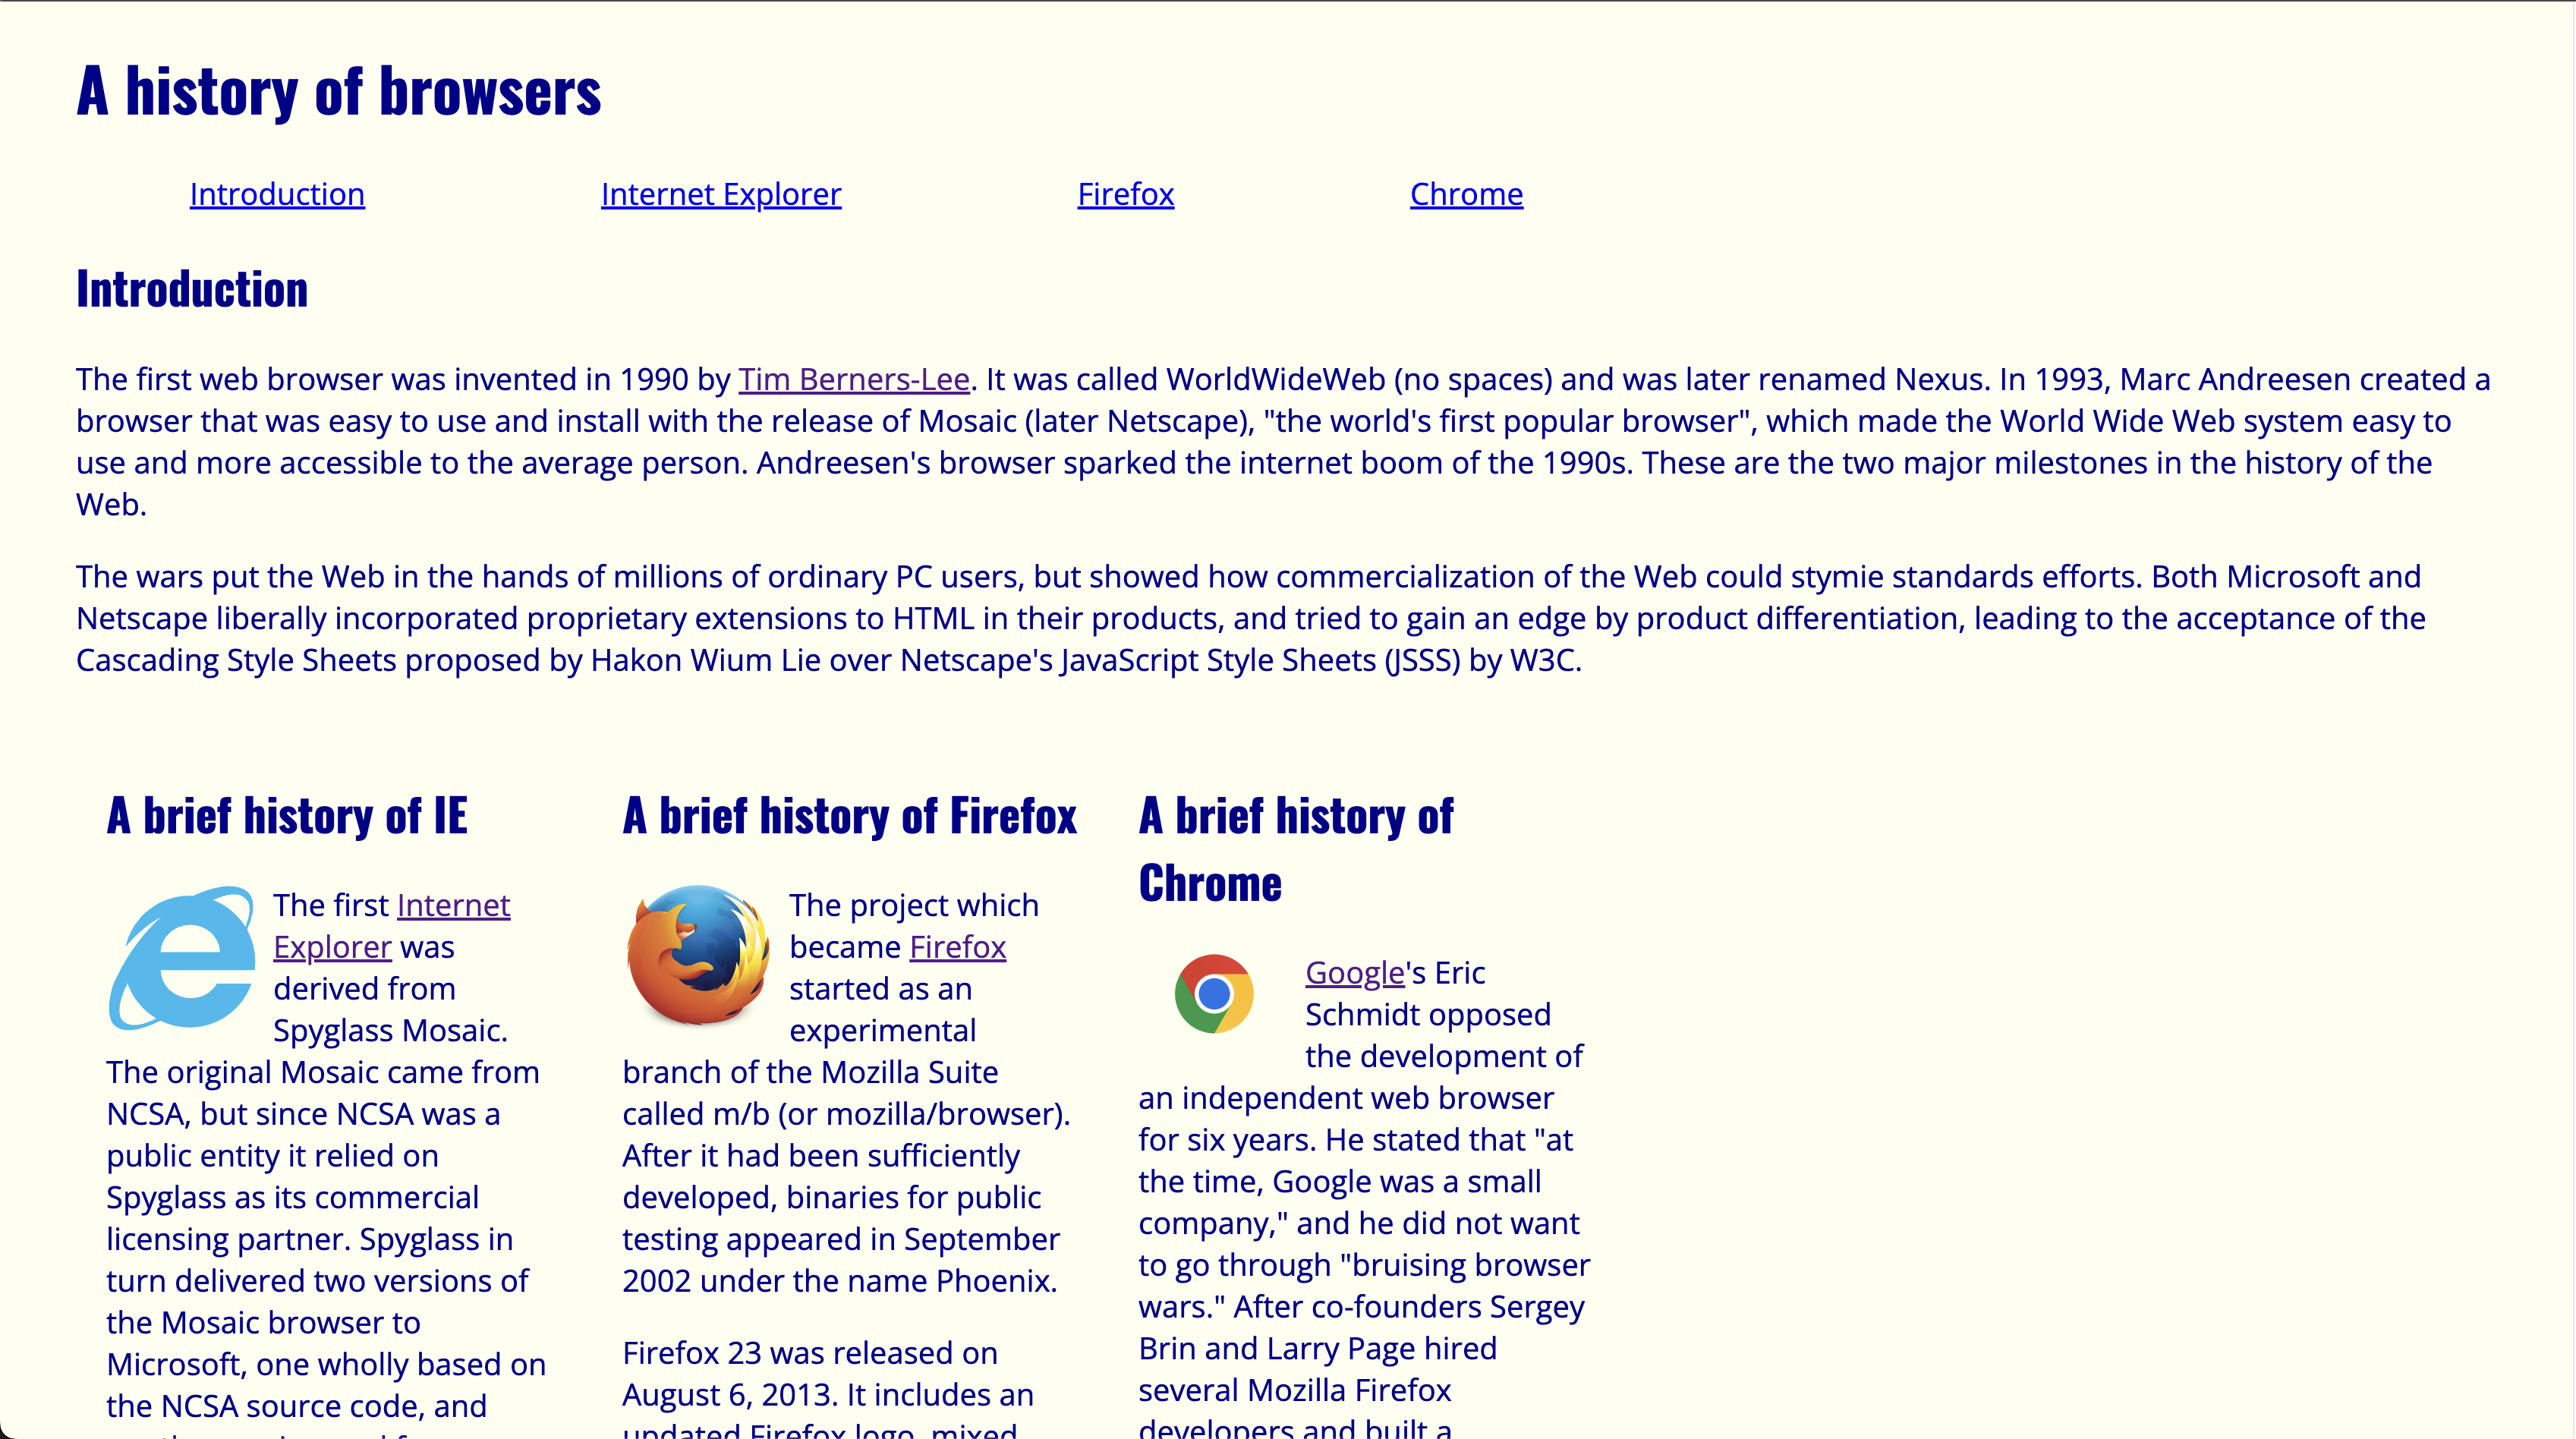 A history of browsers
Introduction
Internet Explorer
Firefox
Chrome
Introduction
The first web browser was invented in 1990 by Tim Berners-Lee. It was called WorldWideWeb (no spaces) and was later renamed Nexus. In 1993, Marc Andreesen created a
browser that was easy to use and install with the release of Mosaic (later Netscape), "the world's first popular browser", which made the World Wide Web system easy to
use and more accessible to the average person. Andreesen's browser sparked the internet boom of the 1990s. These are the two major milestones in the history of the
Web.
The wars put the Web in the hands of millions of ordinary PC users, but showed how commercialization of the Web could stymie standards efforts. Both Microsoft and
Netscape liberally incorporated proprietary extensions to HTML in their products, and tried to gain an edge by product differentiation, leading to the acceptance of the
Cascading Style Sheets proposed by Hakon Wium Lie over Netscape's JavaScript Style Sheets (JSSS) by W3C.
A brief history of IE
The first Internet
Explorer was
derived from
Spyglass Mosaic.
The original Mosaic came from
NCSA, but since NCSA was a
public entity it relied on
Spyglass as its commercial
licensing partner. Spyglass in
turn delivered two versions of
the Mosaic browser to
Microsoft, one wholly based on
the NCSA source code, and
A brief history of Firefox
The project which
became Firefox
started as an
experimental
branch of the Mozilla Suite
called m/b (or mozilla/browser).
After it had been sufficiently
developed, binaries for public
testing appeared in September
2002 under the name Phoenix.
Firefox 23 was released on
August 6, 2013. It includes an
updated Firefox logo, mixed
A brief history of
Chrome
Google's Eric
Schmidt opposed
the development of
an independent web browser
for six years. He stated that "at
the time, Google was a small
company," and he did not want
to go through "bruising browser
wars." After co-founders Sergey
Brin and Larry Page hired
several Mozilla Firefox
developers and built a